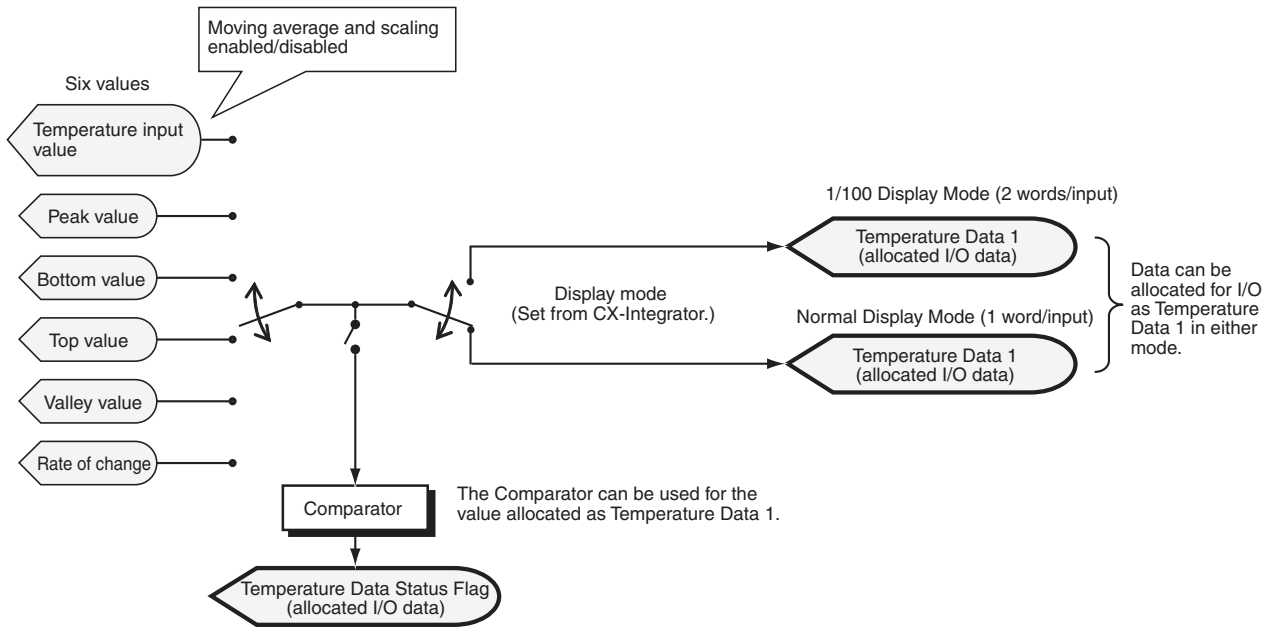 Moving average and scaling
enabled/disabled
Six values
Temperature input
value
Peak value
Bottom value
Top value
Valley value
Rate of change
Display mode
(Set from CX-Integrator.)
1/100 Display Mode (2 words/input)
Temperature Data 1
(allocated I/O data)
Normal Display Mode (1 word/input)
Temperature Data 1
(allocated I/O data)
Data can be
allocated for I/O
as Temperature
Data 1 in either
mode.
Comparator
The Comparator can be used for the
value allocated as Temperature Data 1.
Temperature Data Status Flag
(allocated I/O data)